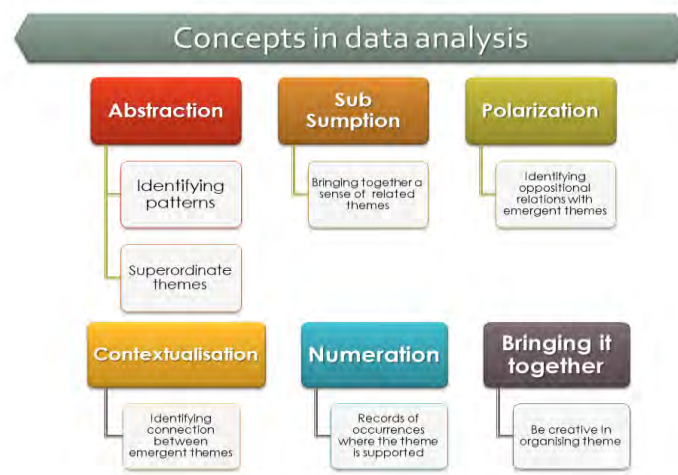 Concepts in data analysis
Abstraction
Identifying
patterns
Superordinate
themes
Sub
Sumption
Bringing together a
sense of related
themes
Polarization
Identifying
oppositional
relations with
emergent themes
Contextualisation
Identifying
connection
between
emergent themes
Numeration
Records of
occurrences
where the theme
is supported
Bringing it
together
Be creative in
organising theme